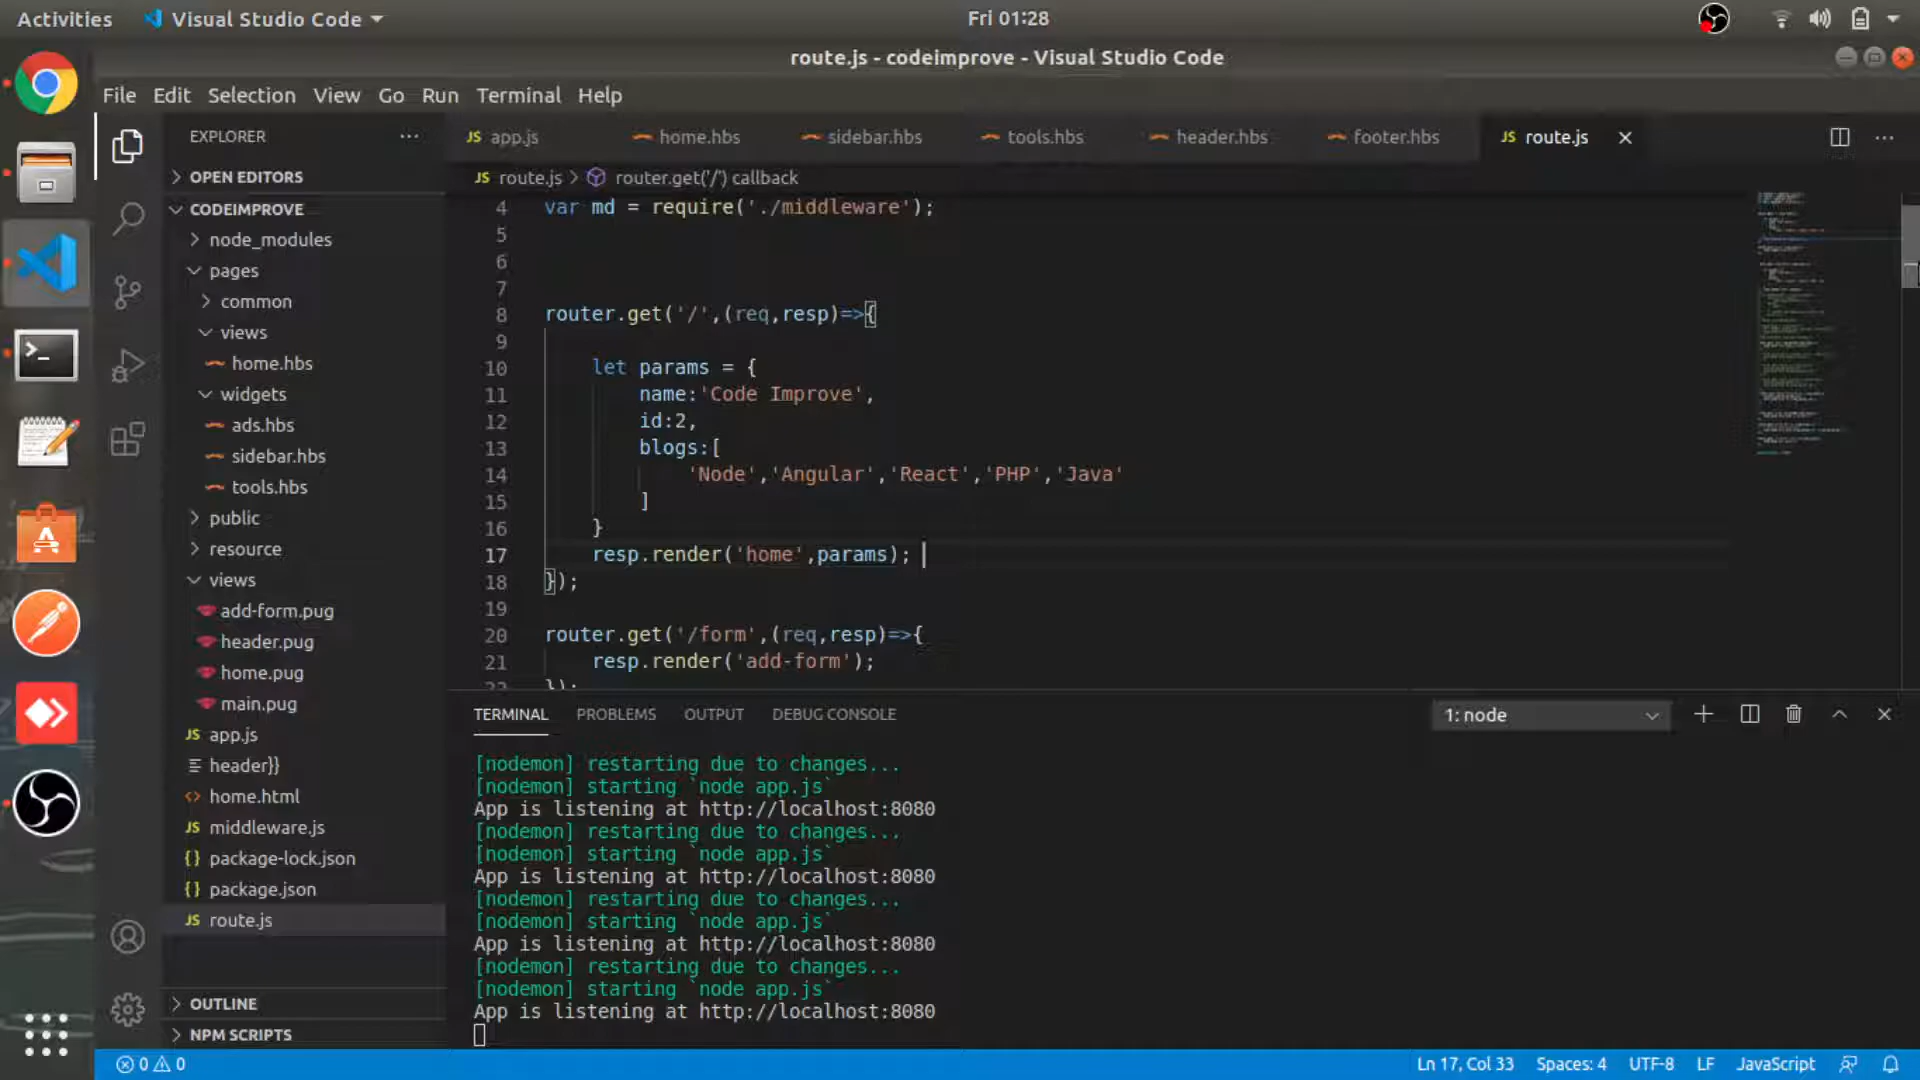 Activities
Visual Studio Code
Fri 01:28
route.js - codeimprove - Visual Studio Code
File Edit Selection View Go Run Terminal Help
EXPLORER
OPEN EDITORS
CODEIMPROVE
node_modules
pages
common
views
home.hbs
widgets
ads.hbs
sidebar.hbs
tools.hbs
public
resource
views
add-form.pug
header.pug
home.pug
main.pug
JS app.js
header}}
home.html
JS middleware.js
{} package-lock.json
{} package.json
JS route.js
OUTLINE
NPM SCRIPTS
JS app.js home.hbs sidebar.hbs tools.hbs header.hbs footer.hbs JS route.js
JS route.js > router.get('/') callback
4 var md = require('./middleware');
5
6
7
8 router.get('/',(req,resp)=>{
9
10 let params = {
11 name:'Code Improve',
12 id:2,
13 blogs:[
14 'Node','Angular','React','PHP','Java'
15 ]
16 }
17 resp.render('home',params);
18 });
19
20 router.get('/form',(req,resp)=>{
21 resp.render('add-form');
22 });
TERMINAL PROBLEMS OUTPUT DEBUG CONSOLE
1: node
[nodemon] restarting due to changes...
[nodemon] starting `node app.js`
App is listening at http://localhost:8080
[nodemon] restarting due to changes...
[nodemon] starting `node app.js`
App is listening at http://localhost:8080
[nodemon] restarting due to changes...
[nodemon] starting `node app.js`
App is listening at http://localhost:8080
[nodemon] restarting due to changes...
[nodemon] starting `node app.js`
App is listening at http://localhost:8080
0 0
Ln 17, Col 33 Spaces: 4 UTF-8 LF JavaScript